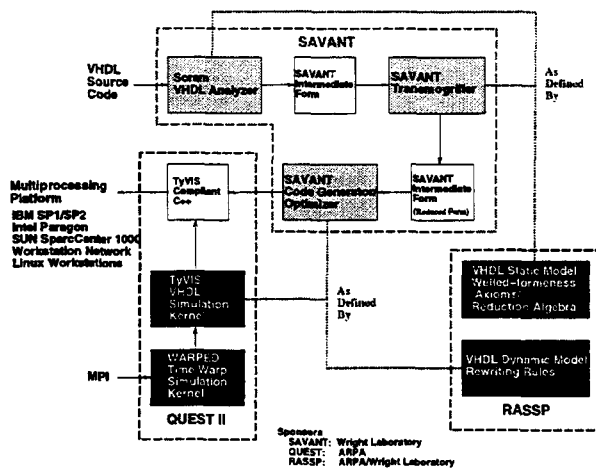 SAVANT
VHDL
Source
Code
Scram
VHDL Analyzer
SAVANT
Intermediate
Form
SAVANT
Transmogrifier
As
Defined
By
Multiprocessing
Platform
IBM SP1/SP2
Intel Paragon
SUN SparcCenter 1000
Workstation Network
Linux Workstations
TyVIS
Compliant
C++
SAVANT
Code Generator
Optimizer
SAVANT
Intermediate
Form
(Reduced Form)
TyVIS
VHDL
Simulation
Kernel
As
Defined
By
VHDL Static Model
Welled-formeness
Axioms/
Reduction Algebra
MPI
WARPED
Time Warp
Simulation
Kernel
VHDL Dynamic Model
Rewriting Rules
QUEST II
RASSP
Sponsors
SAVANT: Wright Laboratory
QUEST: ARPA
RASSP: ARPA/Wright Laboratory